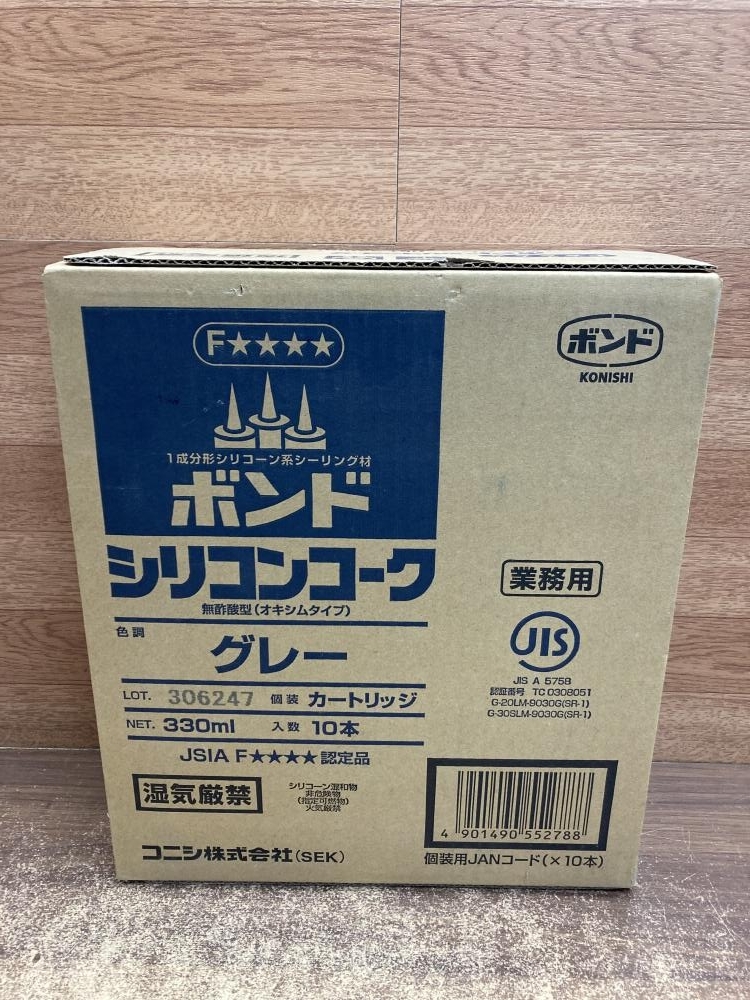 F★★★★
1成分形シリコーン系シーリング材
ボンド
シリコンコーク
無酢酸型(オキシムタイプ)
色調 グレー
LOT. 306247 個装 カートリッジ
NET. 330ml 入数 10本
JSIA F★★★★認定品
湿気厳禁
シリコーン混和物
非危険物
(指定可燃物)
火気厳禁
コニシ株式会社(SEK)
ボンド
KONISHI
業務用
JIS
JIS A 5758
認証番号 TC0308051
G-20LM-9030G(SR-1)
G-30SLM-9030G(SR-1)
4 901490 552788
個装用JANコード(×10本)